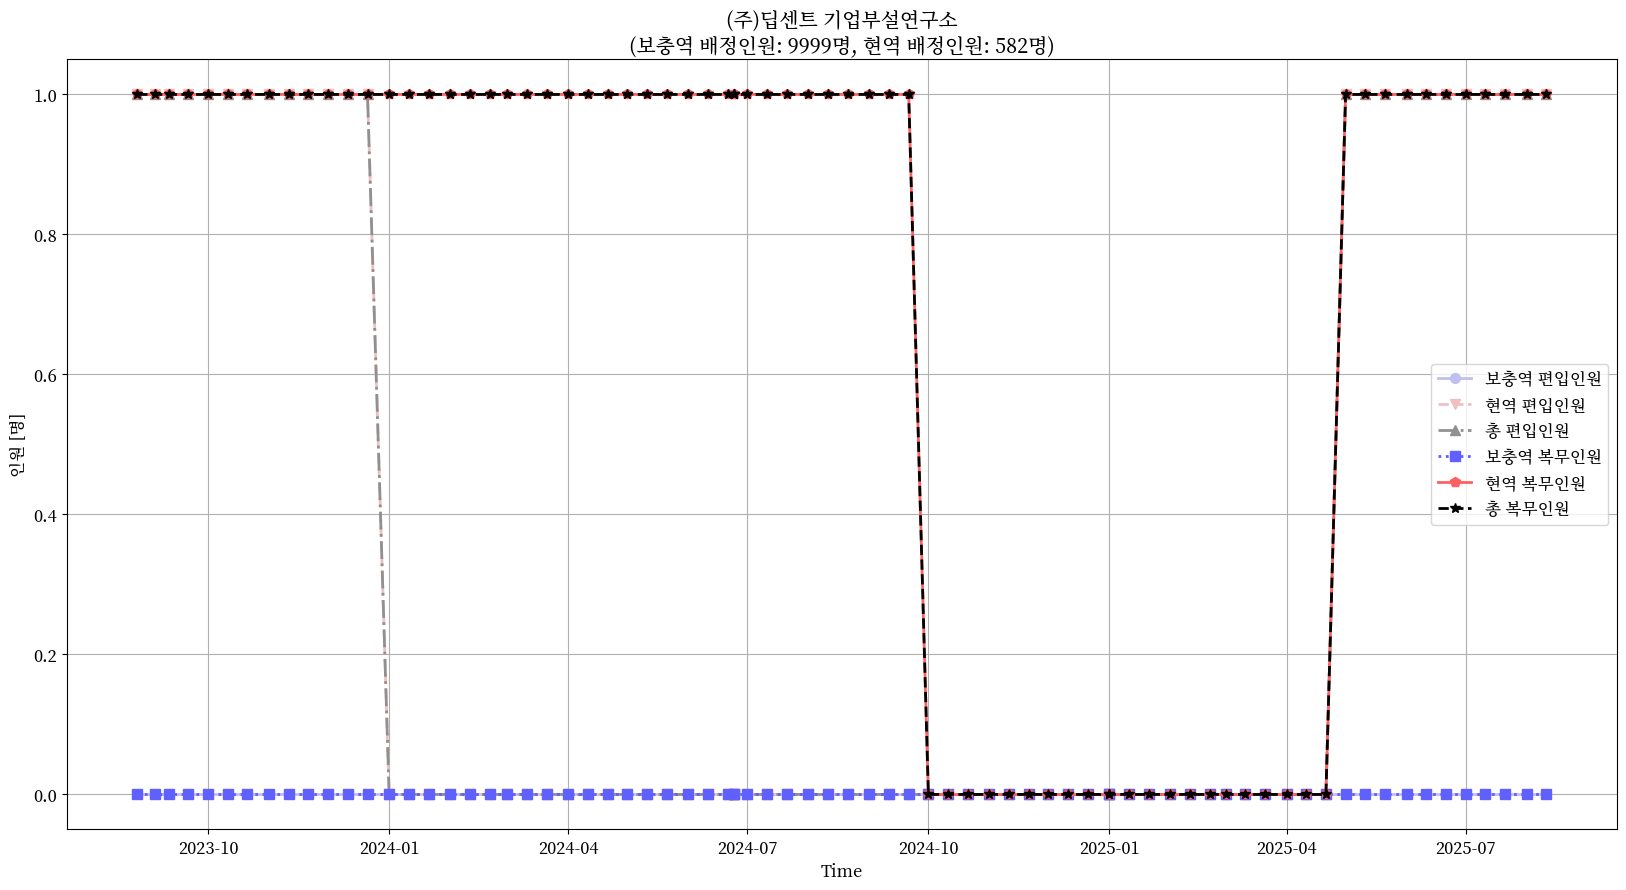 (주)딥센트 기업부설연구소
(보충역 배정인원: 9999명, 현역 배정인원: 582명)
1.0
0.8
0.6
0.4
0.2
0.0
인원 [명]
보충역 편입인원
현역 편입인원
총 편입인원
보충역 복무인원
현역 복무인원
총 복무인원
2023-10
2024-01
2024-04
2024-07
2024-10
2025-01
2025-04
2025-07
Time